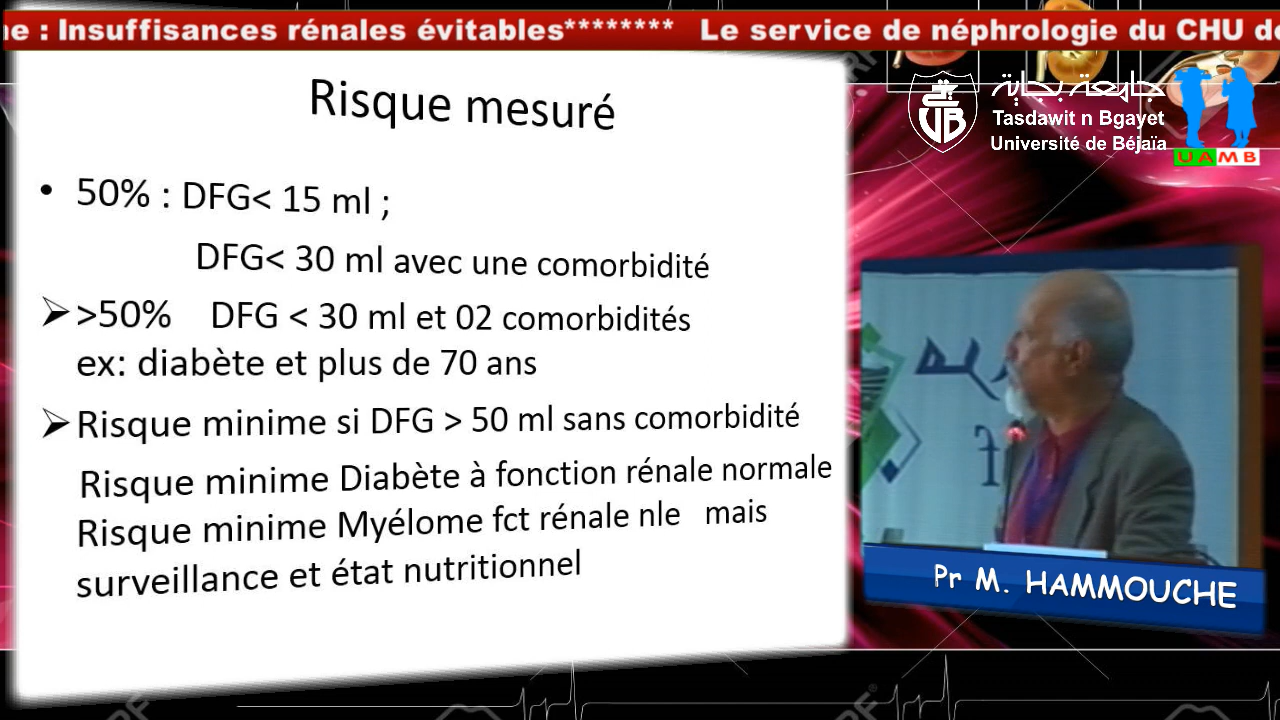 : Insuffisances rénales évitables******** Le service de néphrologie du CHU
Risque mesuré
• 50% : DFG< 15 ml ;
DFG< 30 ml avec une comorbidité
➢ >50% DFG < 30 ml et 02 comorbidités
ex: diabète et plus de 70 ans
➢ Risque minime si DFG > 50 ml sans comorbidité
Risque minime Diabète à fonction rénale normale
Risque minime Myélome fct rénale nle mais
surveillance et état nutritionnel
جامعة بجاية
Tasdawit n Bgayet
Université de Béjaïa
UAMB
Pr M. HAMMOUCHE